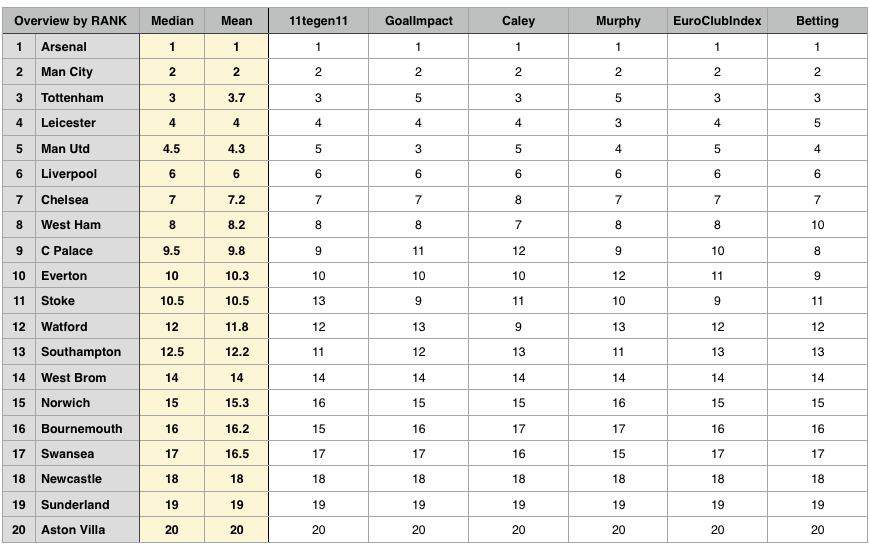 Overview by RANK Median Mean 11tegen11 GoalImpact Caley Murphy EuroClubIndex Betting
1 Arsenal 1 1 1 1 1 1 1 1
2 Man City 2 2 2 2 2 2 2 2
3 Tottenham 3 3.7 3 5 3 5 3 3
4 Leicester 4 4 4 4 4 3 4 5
5 Man Utd 4.5 4.3 5 3 5 4 5 4
6 Liverpool 6 6 6 6 6 6 6 6
7 Chelsea 7 7.2 7 7 8 7 7 7
8 West Ham 8 8.2 8 8 7 8 8 10
9 C Palace 9.5 9.8 9 11 12 9 10 8
10 Everton 10 10.3 10 10 10 12 11 9
11 Stoke 10.5 10.5 13 9 11 10 9 11
12 Watford 12 11.8 12 13 9 13 12 12
13 Southampton 12.5 12.2 11 12 13 11 13 13
14 West Brom 14 14 14 14 14 14 14 14
15 Norwich 15 15.3 16 15 15 16 15 15
16 Bournemouth 16 16.2 15 16 17 17 16 16
17 Swansea 17 16.5 17 17 16 15 17 17
18 Newcastle 18 18 18 18 18 18 18 18
19 Sunderland 19 19 19 19 19 19 19 19
20 Aston Villa 20 20 20 20 20 20 20 20